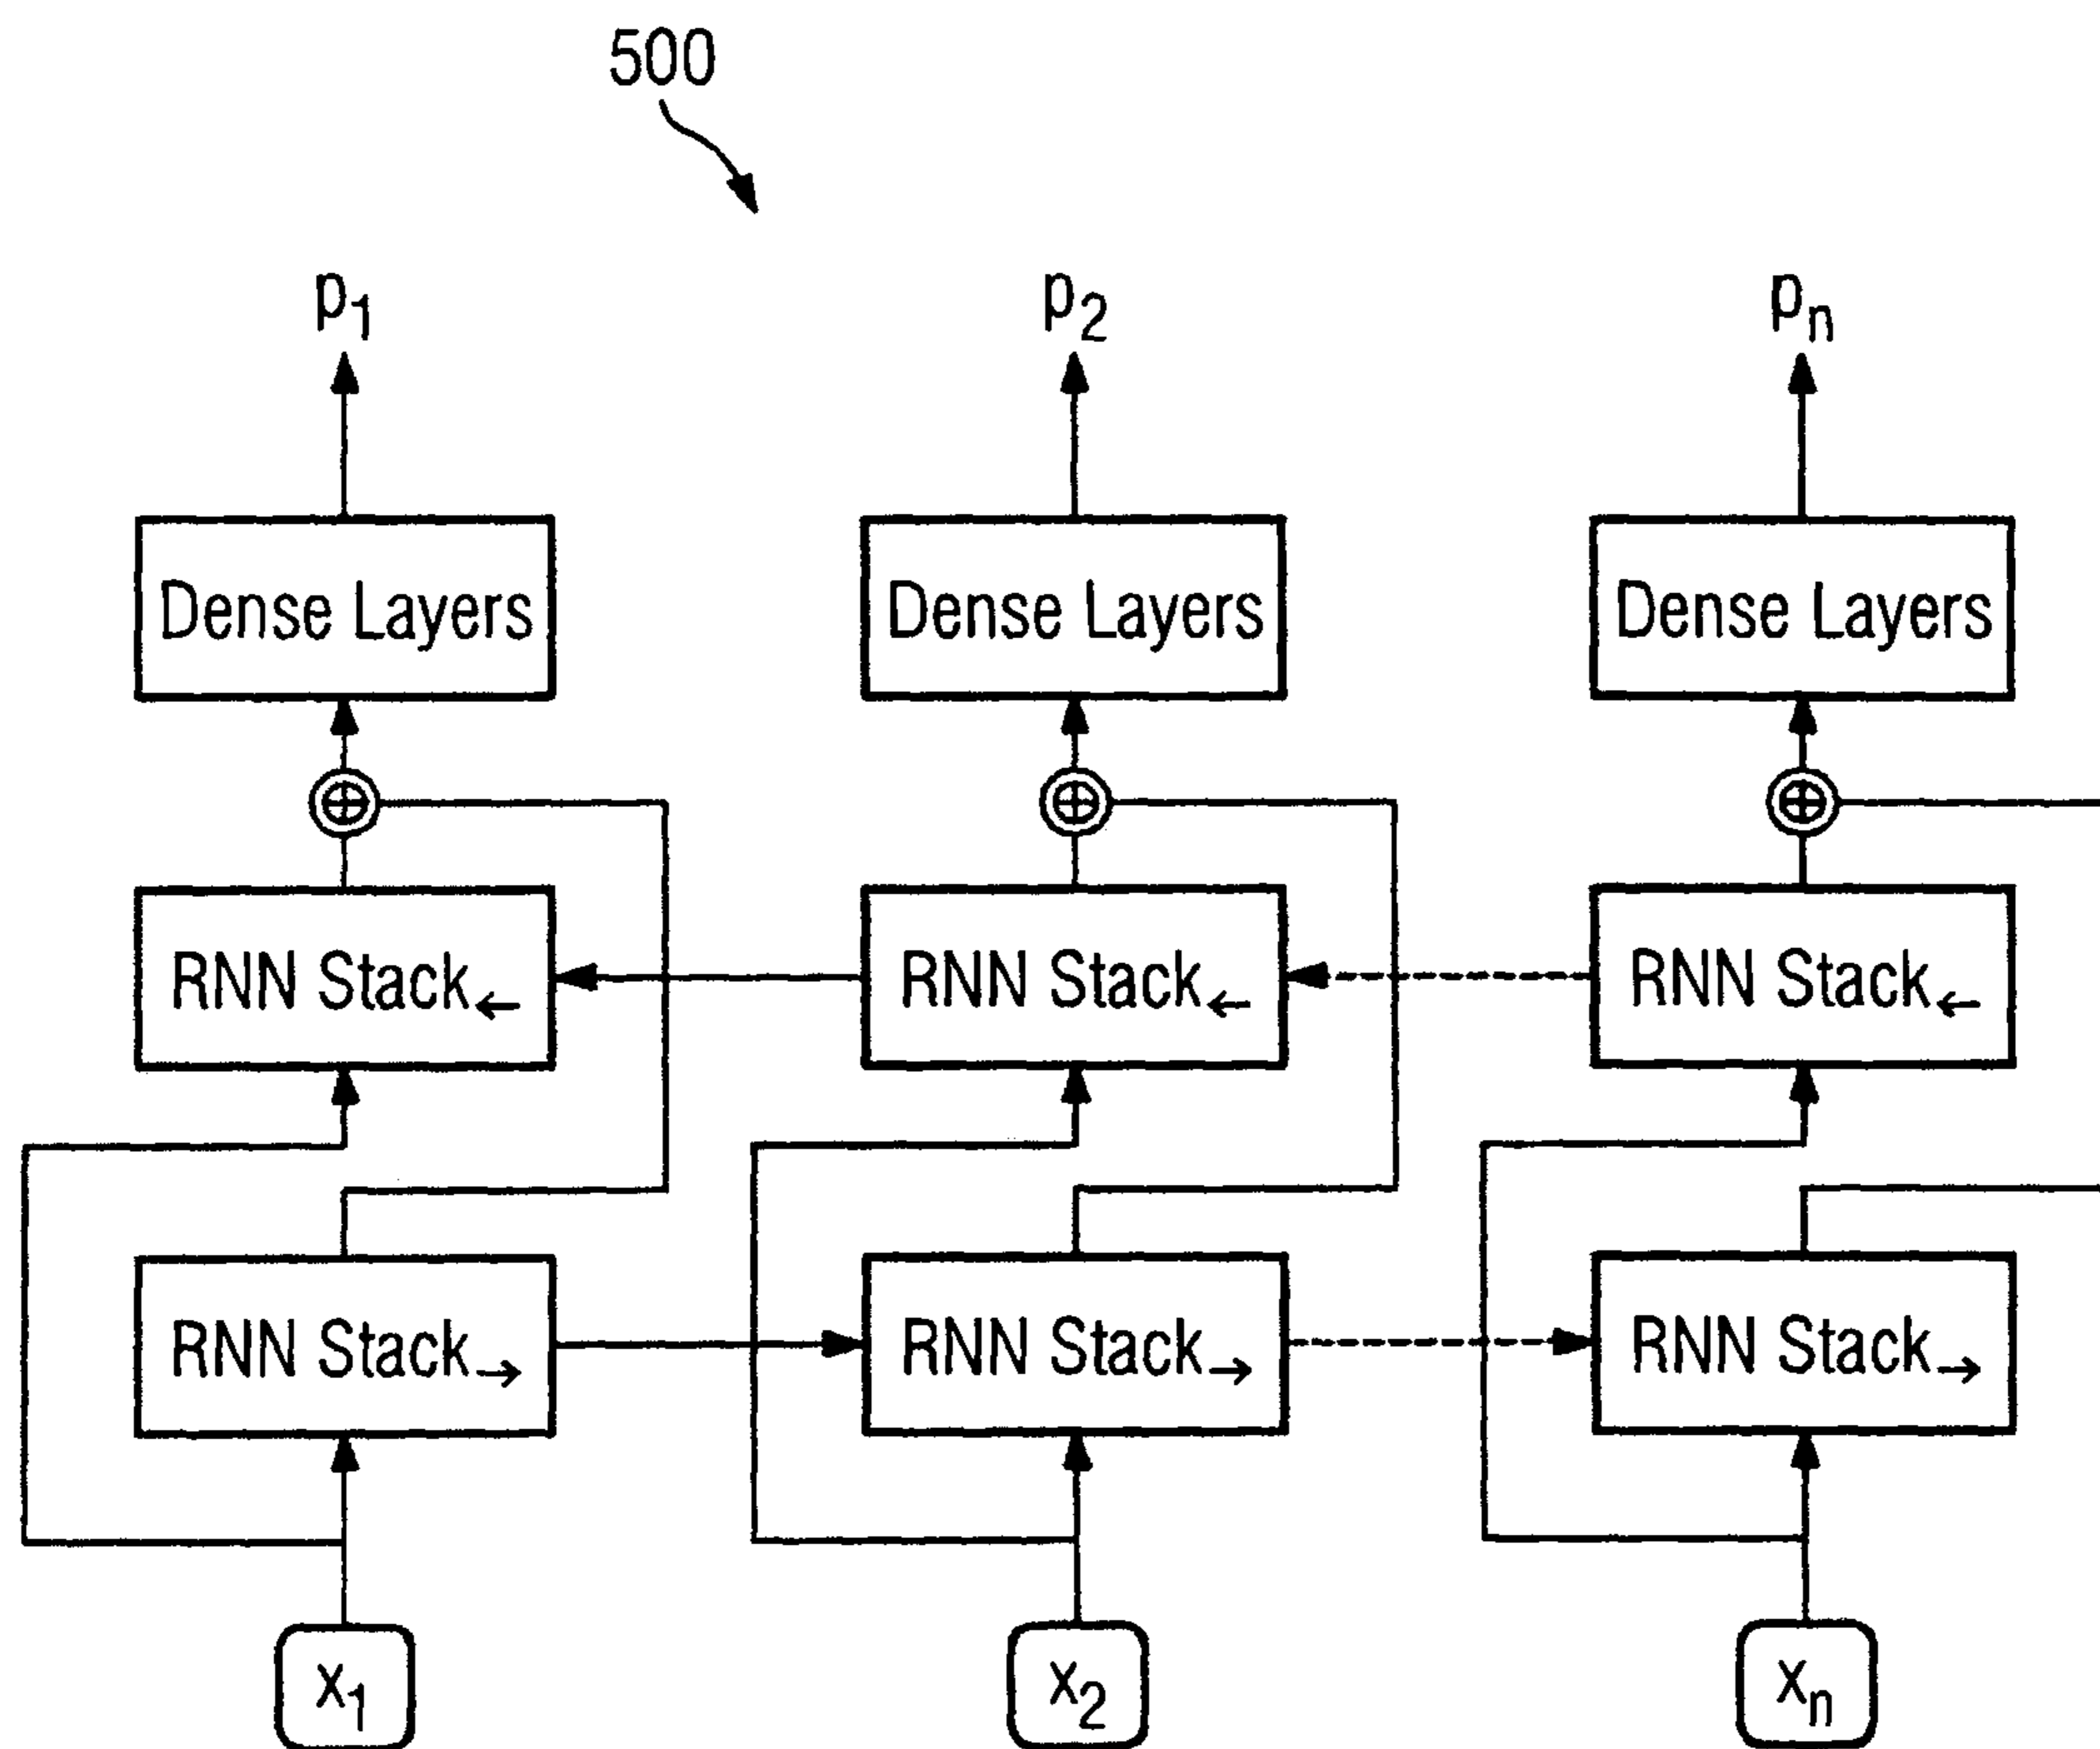 500
p1 p2 pn
Dense Layers Dense Layers Dense Layers
RNN Stack← RNN Stack← RNN Stack←
RNN Stack→ RNN Stack→ RNN Stack→
x1 x2 xn